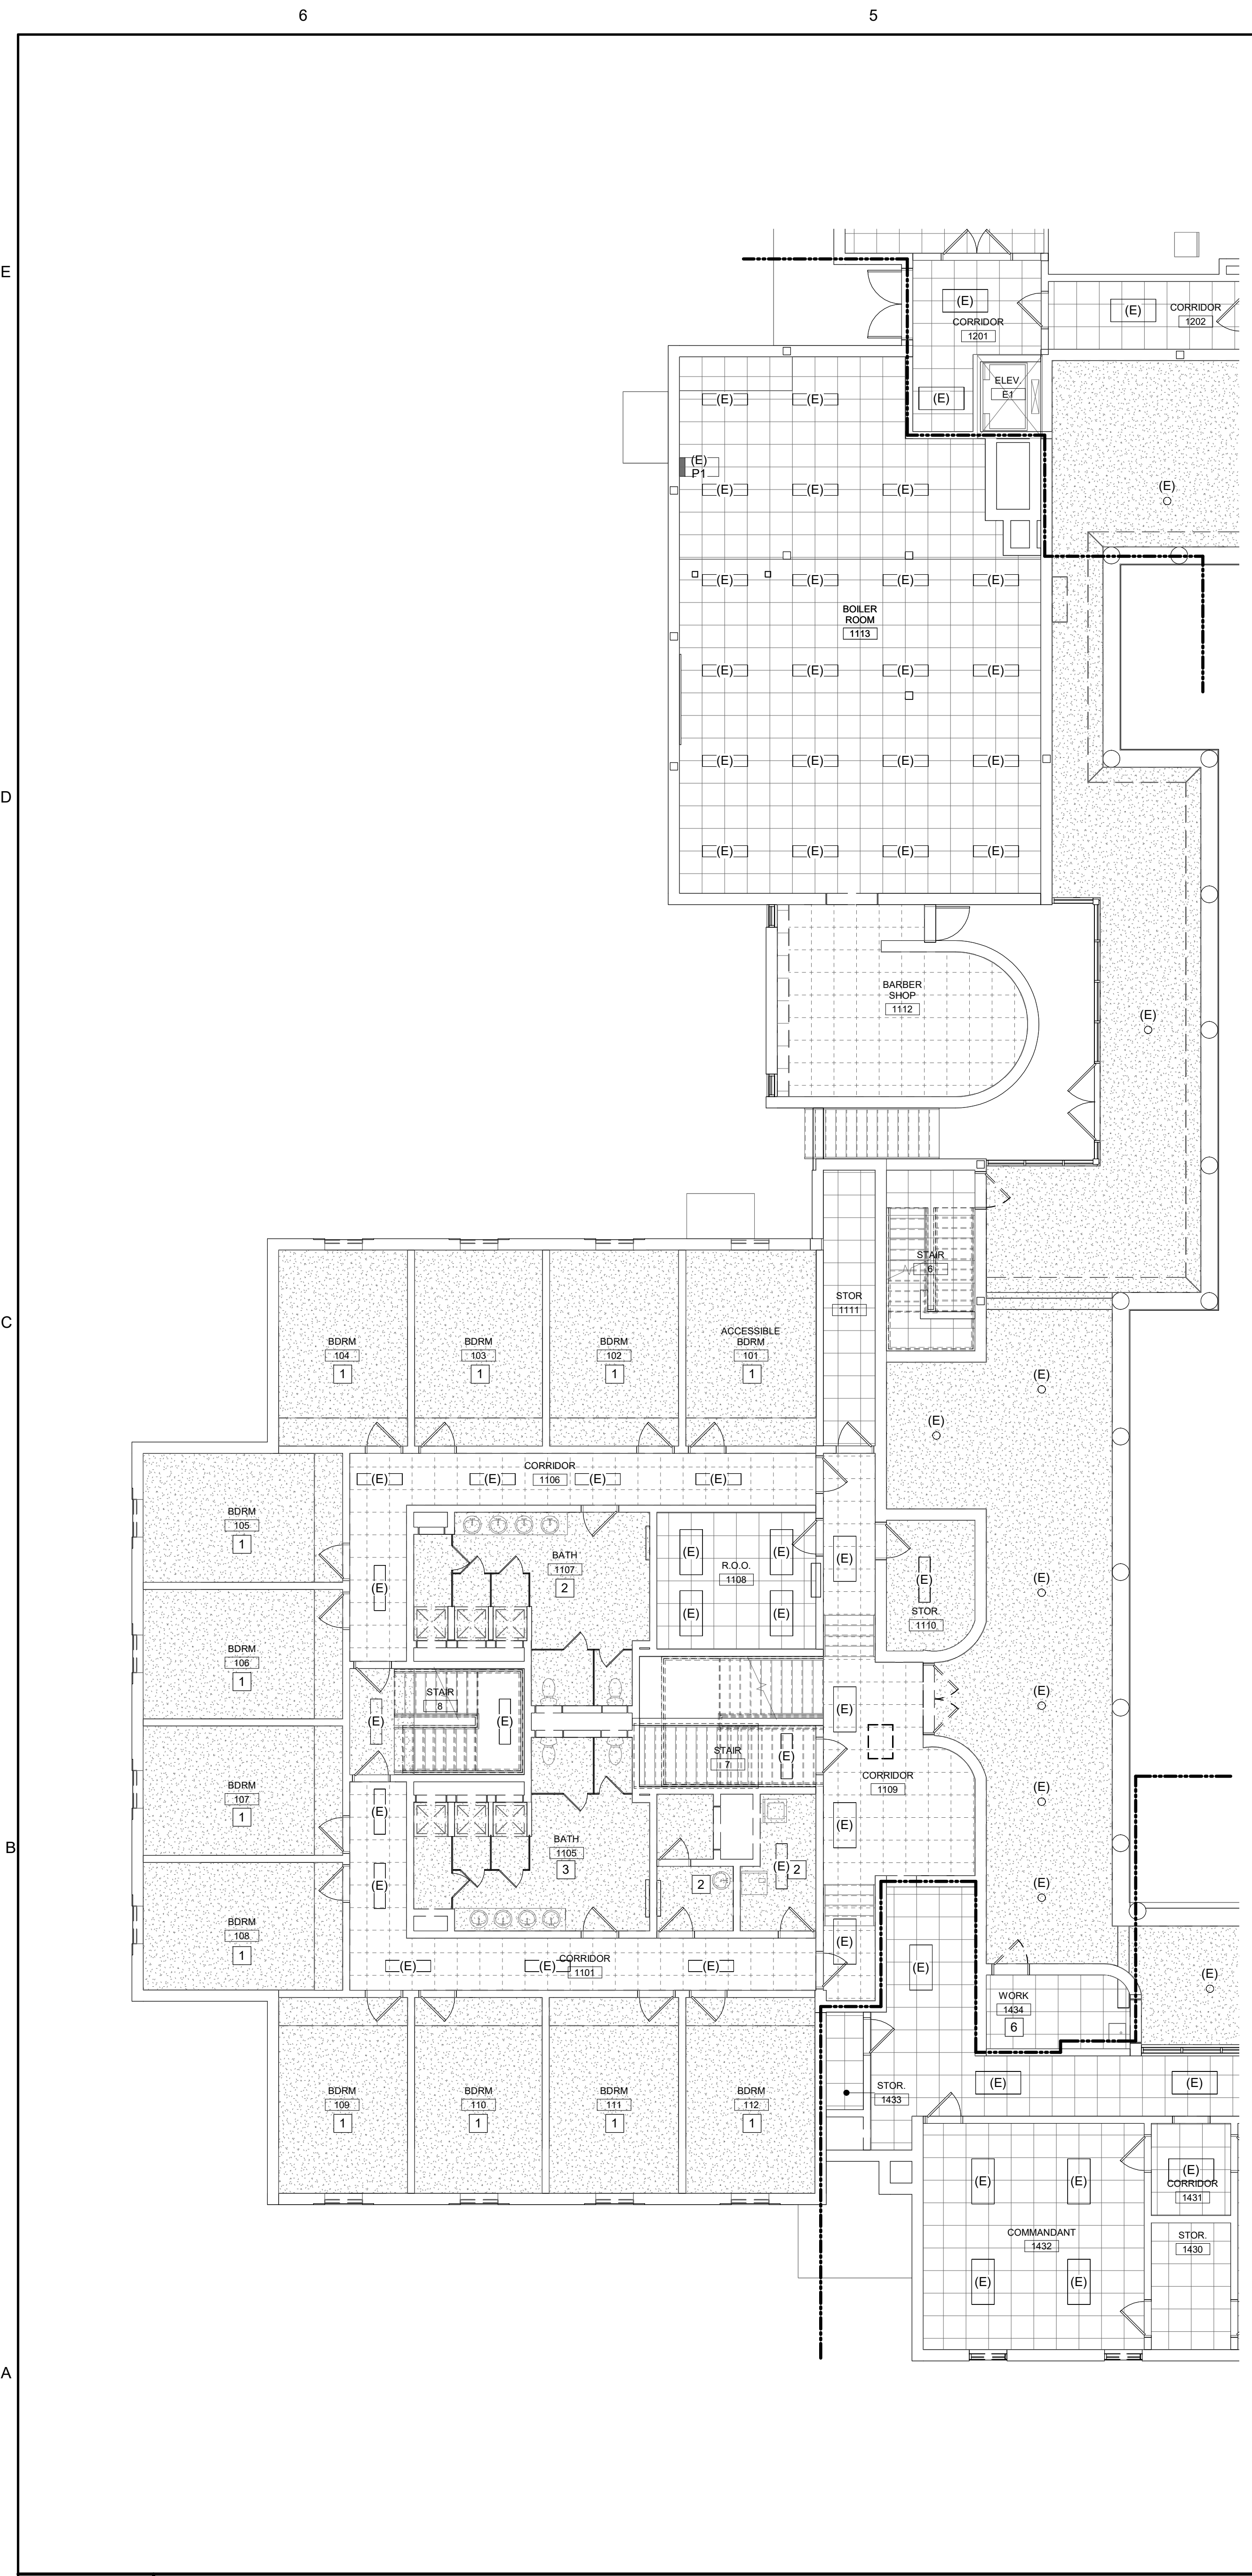 6
5
E
(E)
CORRIDOR
1201
(E)
CORRIDOR
1202
ELEV.
E1
(E)
(E)
(E)
(E)
P1
(E)
(E)
(E)
(E)
(E)
(E)
(E)
(E)
BOILER
ROOM
1113
(E)
(E)
(E)
(E)
D
(E)
(E)
(E)
(E)
(E)
(E)
(E)
(E)
BARBER
SHOP
1112
(E)
STAIR
6
STOR
1111
C
BDRM
104
1
BDRM
103
1
BDRM
102
1
ACCESSIBLE
BDRM
101
1
(E)
(E)
CORRIDOR
1106
(E)
(E)
(E)
(E)
BDRM
105
1
BATH
1107
2
(E)
(E)
R.O.O.
1108
(E)
(E)
(E)
(E)
(E)
STOR.
1110
(E)
BDRM
106
1
STAIR
8
(E)
(E)
(E)
(E)
STAIR
7
(E)
CORRIDOR
1109
BDRM
107
1
(E)
(E)
(E)
B
BATH
1105
3
(E)
2
2
(E)
(E)
BDRM
108
1
(E)
(E)
(E)
CORRIDOR
1101
(E)
(E)
(E)
WORK
1434
6
(E)
BDRM
109
1
BDRM
110
1
BDRM
111
1
BDRM
112
1
STOR.
1433
(E)
(E)
(E)
(E)
(E)
CORRIDOR
1431
COMMANDANT
1432
STOR.
1430
(E)
(E)
A